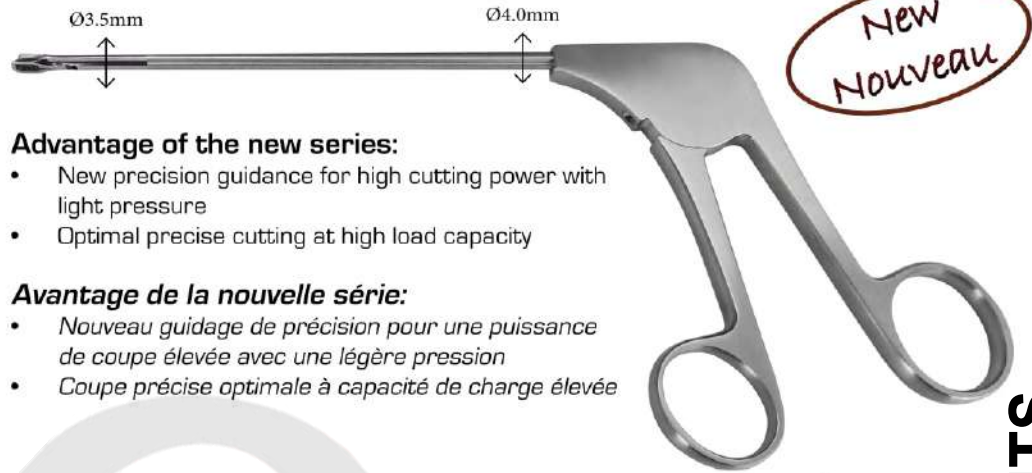 Ø3.5mm
Ø4.0mm
New
Nouveau
Advantage of the new series:
• New precision guidance for high cutting power with
light pressure
• Optimal precise cutting at high load capacity
Avantage de la nouvelle série:
• Nouveau guidage de précision pour une puissance
de coupe élevée avec une légère pression
• Coupe précise optimale à capacité de charge élevée
TS